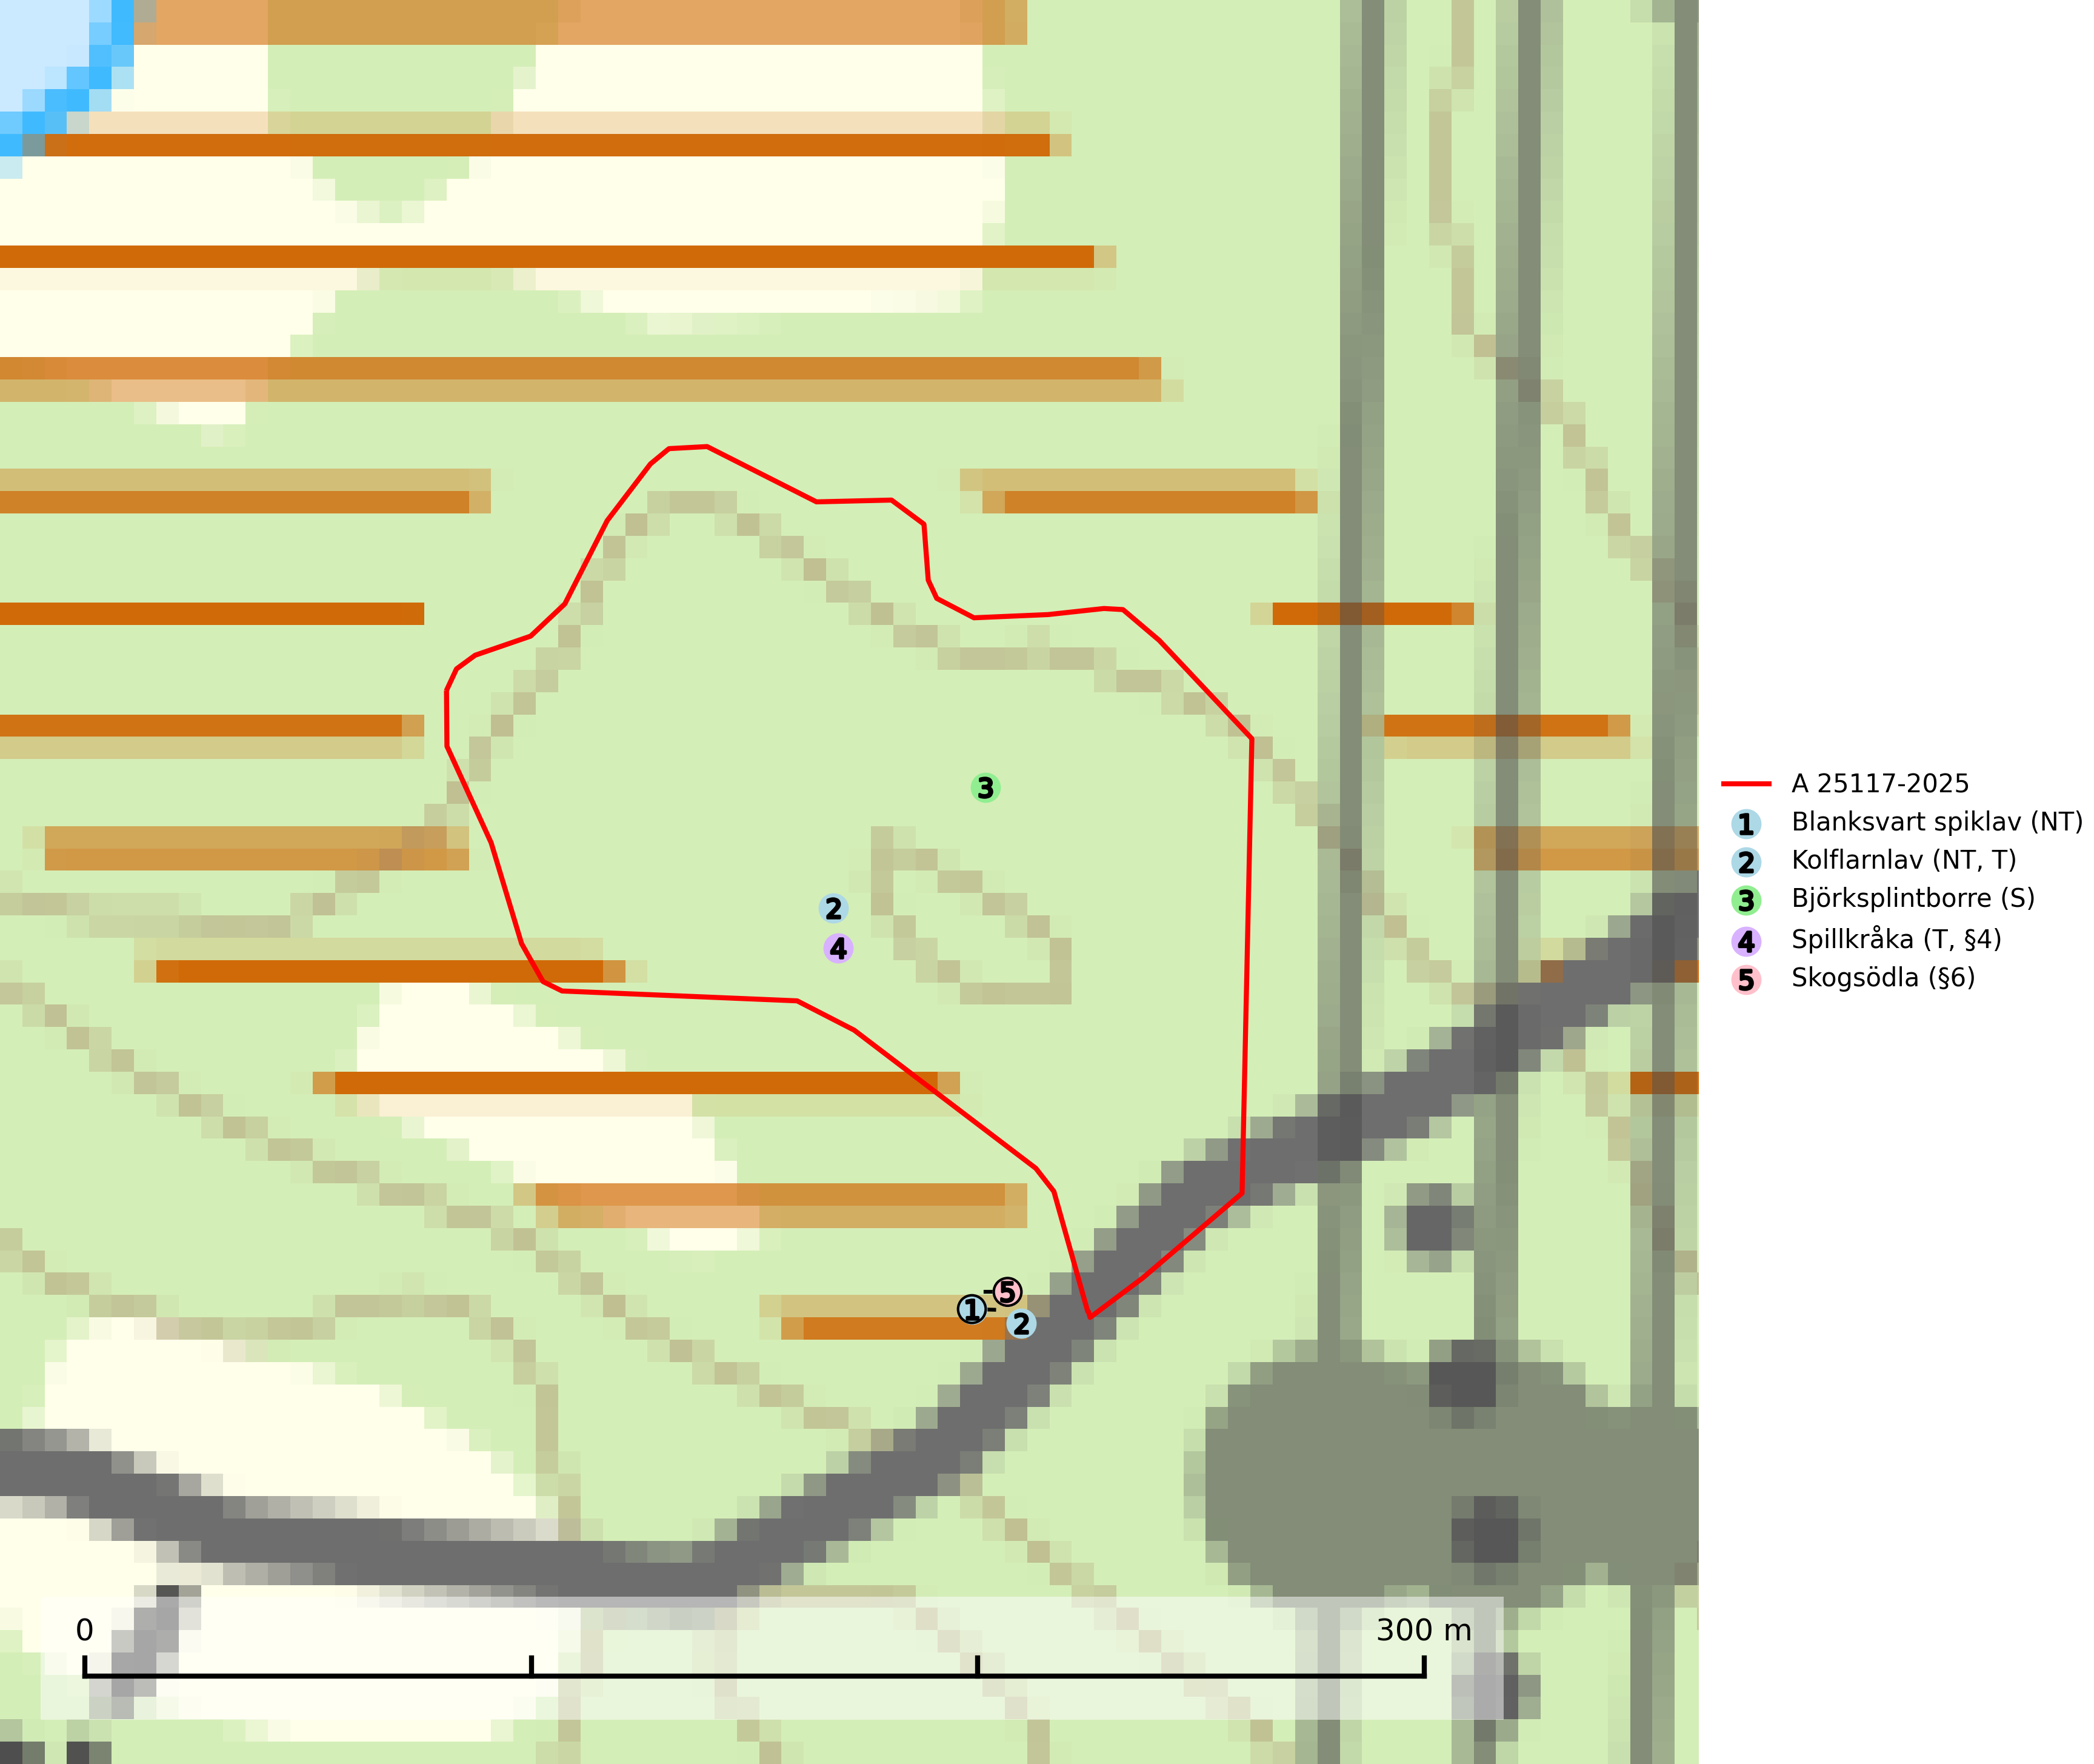 3
2
4
5
1
2
0
300 m
A 25117-2025
1 Blanksvart spiklav (NT)
2 Kolflarnlav (NT, T)
3 Björksplintborre (S)
4 Spillkråka (T, §4)
5 Skogsödla (§6)